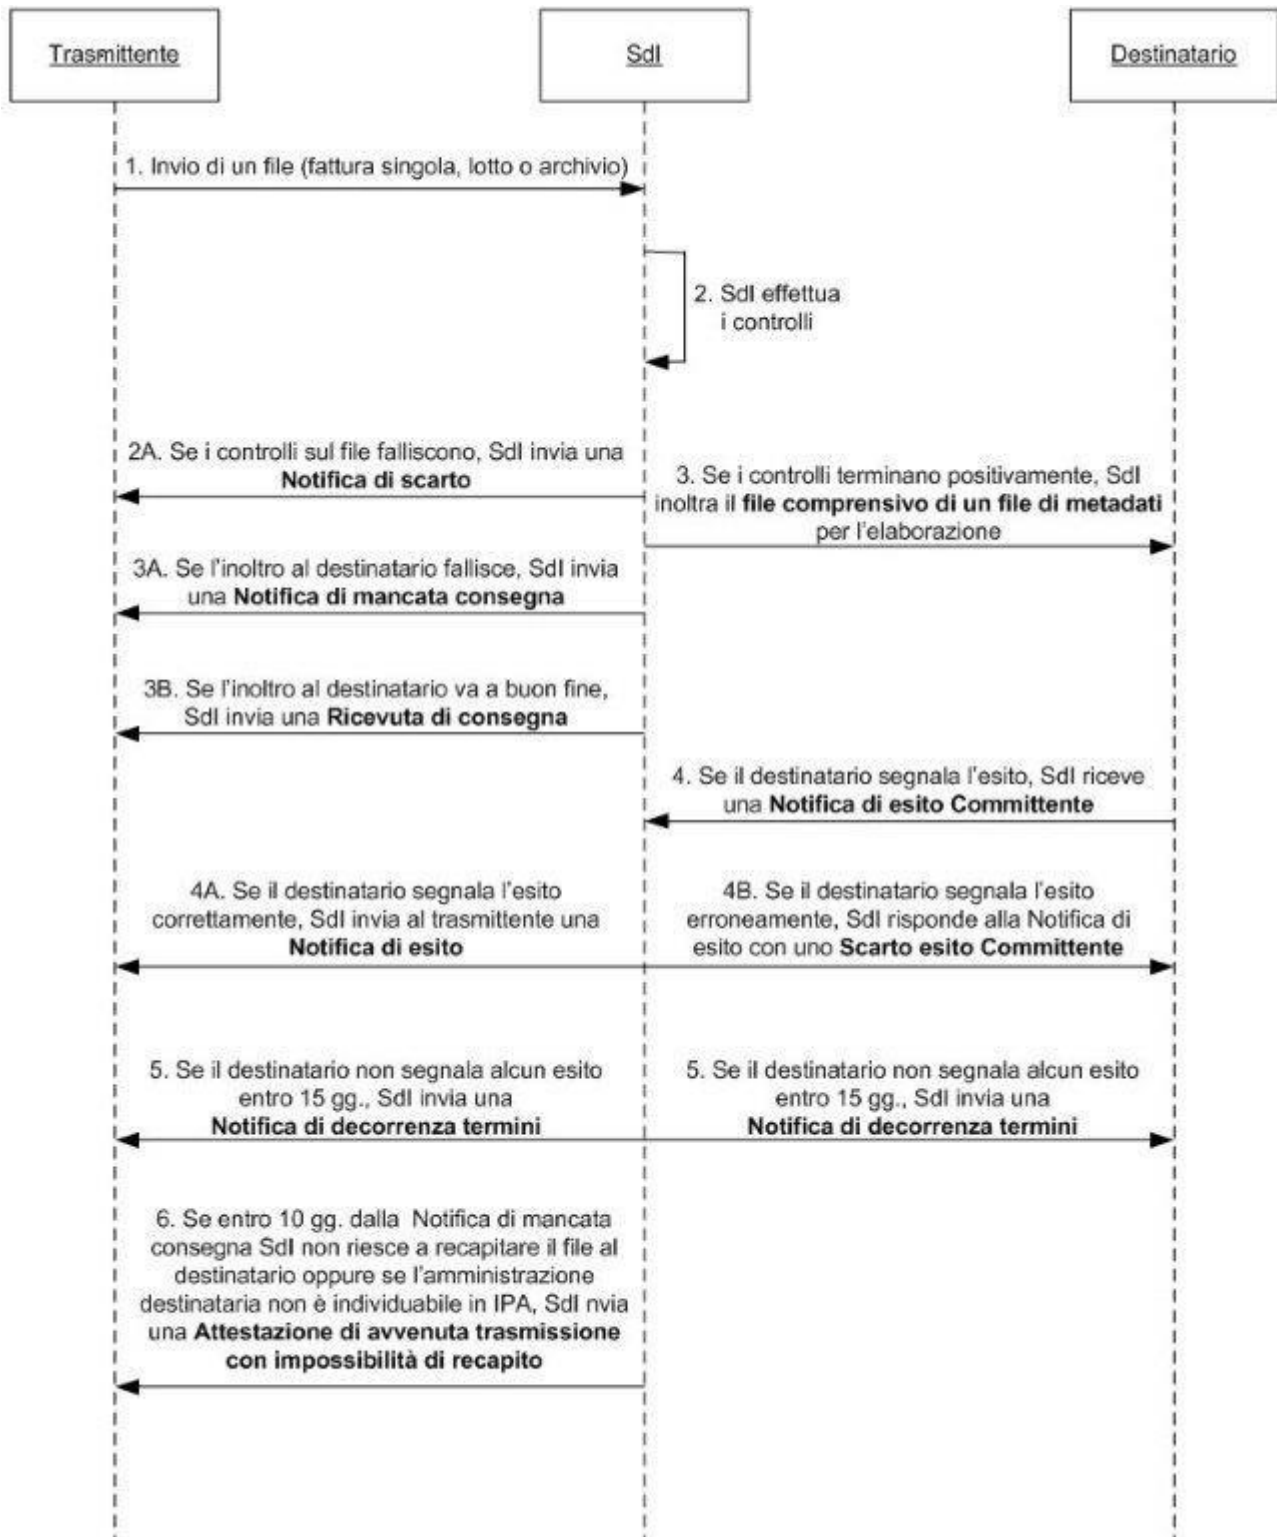 Trasmittente
SdI
Destinatario
1. Invio di un file (fattura singola, lotto o archivio)
2. SdI effettua
i controlli
2A. Se i controlli sul file falliscono, SdI invia una
Notifica di scarto
3. Se i controlli terminano positivamente, SdI
inoltra il file comprensivo di un file di metadati
per l'elaborazione
3A. Se l'inoltro al destinatario fallisce, SdI invia
una Notifica di mancata consegna
3B. Se l'inoltro al destinatario va a buon fine,
SdI invia una Ricevuta di consegna
4. Se il destinatario segnala l'esito, SdI riceve
una Notifica di esito Committente
4A. Se il destinatario segnala l'esito
correttamente, SdI invia al trasmittente una
Notifica di esito
4B. Se il destinatario segnala l'esito
erroneamente, SdI risponde alla Notifica di
esito con uno Scarto esito Committente
5. Se il destinatario non segnala alcun esito
entro 15 gg., SdI invia una
Notifica di decorrenza termini
5. Se il destinatario non segnala alcun esito
entro 15 gg., SdI invia una
Notifica di decorrenza termini
6. Se entro 10 gg. dalla Notifica di mancata
consegna SdI non riesce a recapitare il file al
destinatario oppure se l'amministrazione
destinataria non è individuabile in IPA, SdI nvia
una Attestazione di avvenuta trasmissione
con impossibilità di recapito